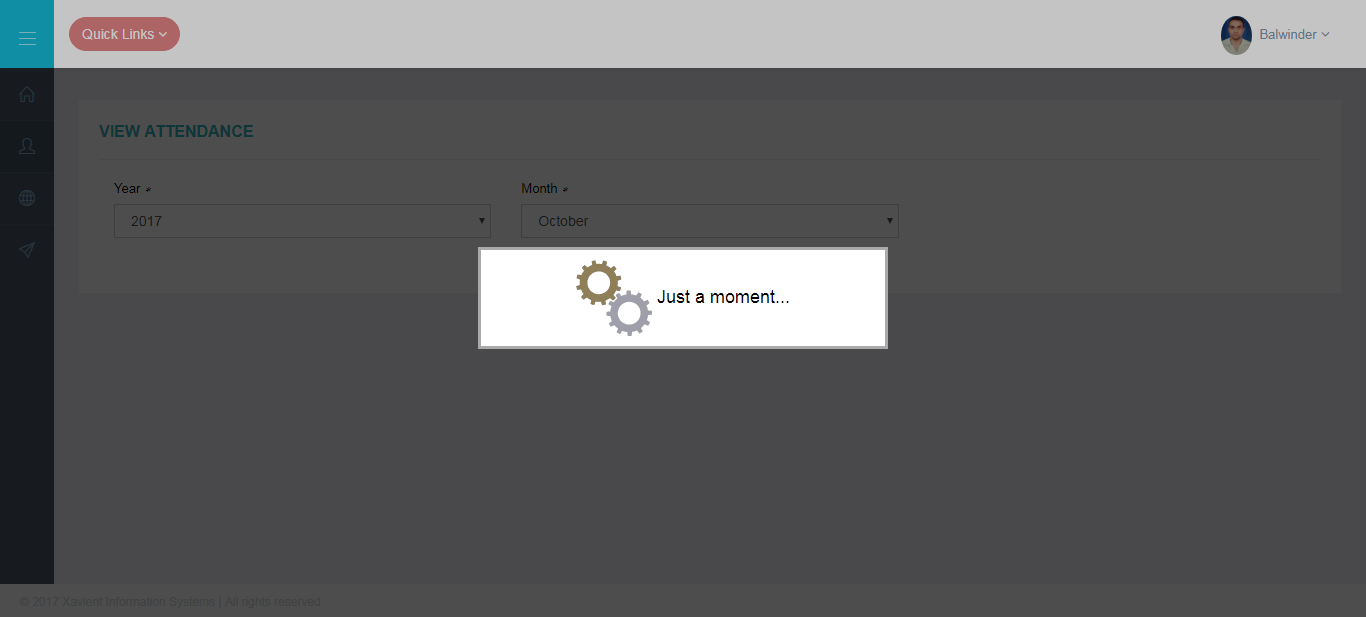 Quick Links
Balwinder
VIEW ATTENDANCE
Year *
Month *
2017
October
Just a moment...
© 2017 Xavient Information Systems | All rights reserved